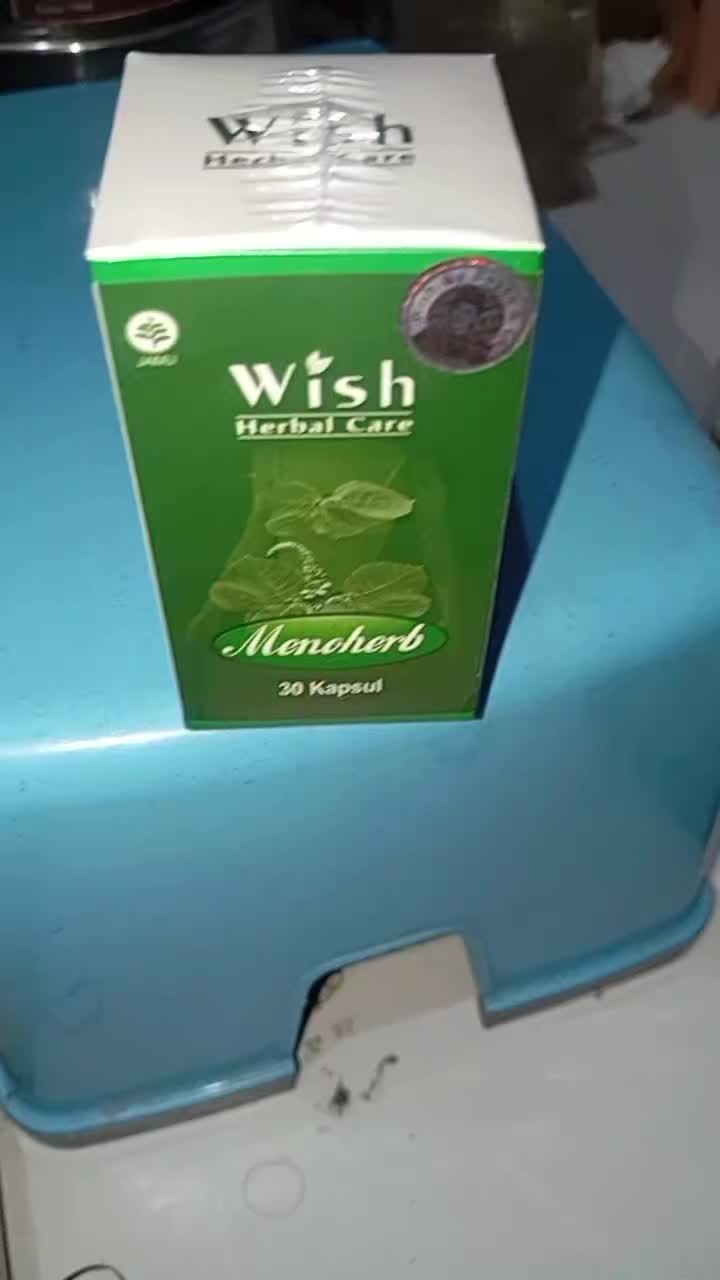 Wish
Herbal Care
JAMU
Wish
Herbal Care
Menoherb
30 Kapsul